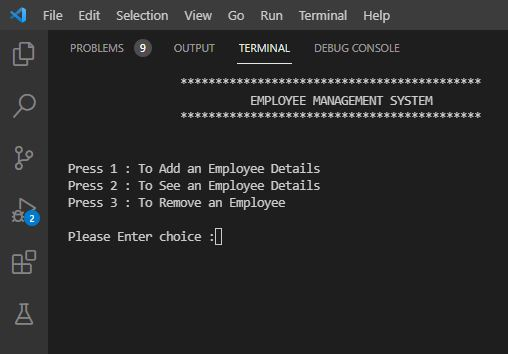 File Edit Selection View Go Run Terminal Help
PROBLEMS 9 OUTPUT TERMINAL DEBUG CONSOLE
*******************************************
EMPLOYEE MANAGEMENT SYSTEM
*******************************************
Press 1 : To Add an Employee Details
Press 2 : To See an Employee Details
Press 3 : To Remove an Employee
2
Please Enter choice :